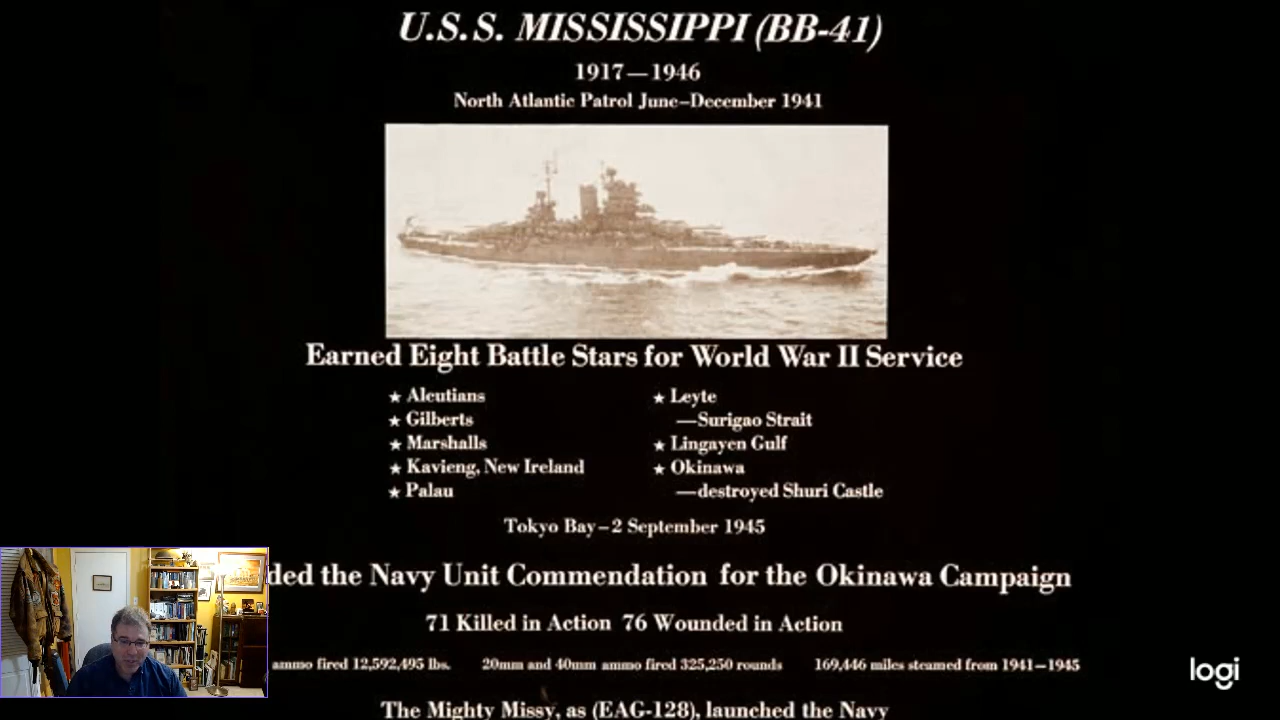 U.S.S. MISSISSIPPI (BB-41)
1917—1946
North Atlantic Patrol June–December 1941
Earned Eight Battle Stars for World War II Service
★ Aleutians
★ Gilberts
★ Marshalls
★ Kavieng, New Ireland
★ Palau
★ Leyte
—Surigao Strait
★ Lingayen Gulf
★ Okinawa
—destroyed Shuri Castle
Tokyo Bay–2 September 1945
ded the Navy Unit Commendation for the Okinawa Campaign
71 Killed in Action 76 Wounded in Action
ammo fired 12,592,495 lbs. 20mm and 40mm ammo fired 325,250 rounds 169,446 miles steamed from 1941–1945
logi
The Mighty Missy, as (EAG-128), launched the Navy